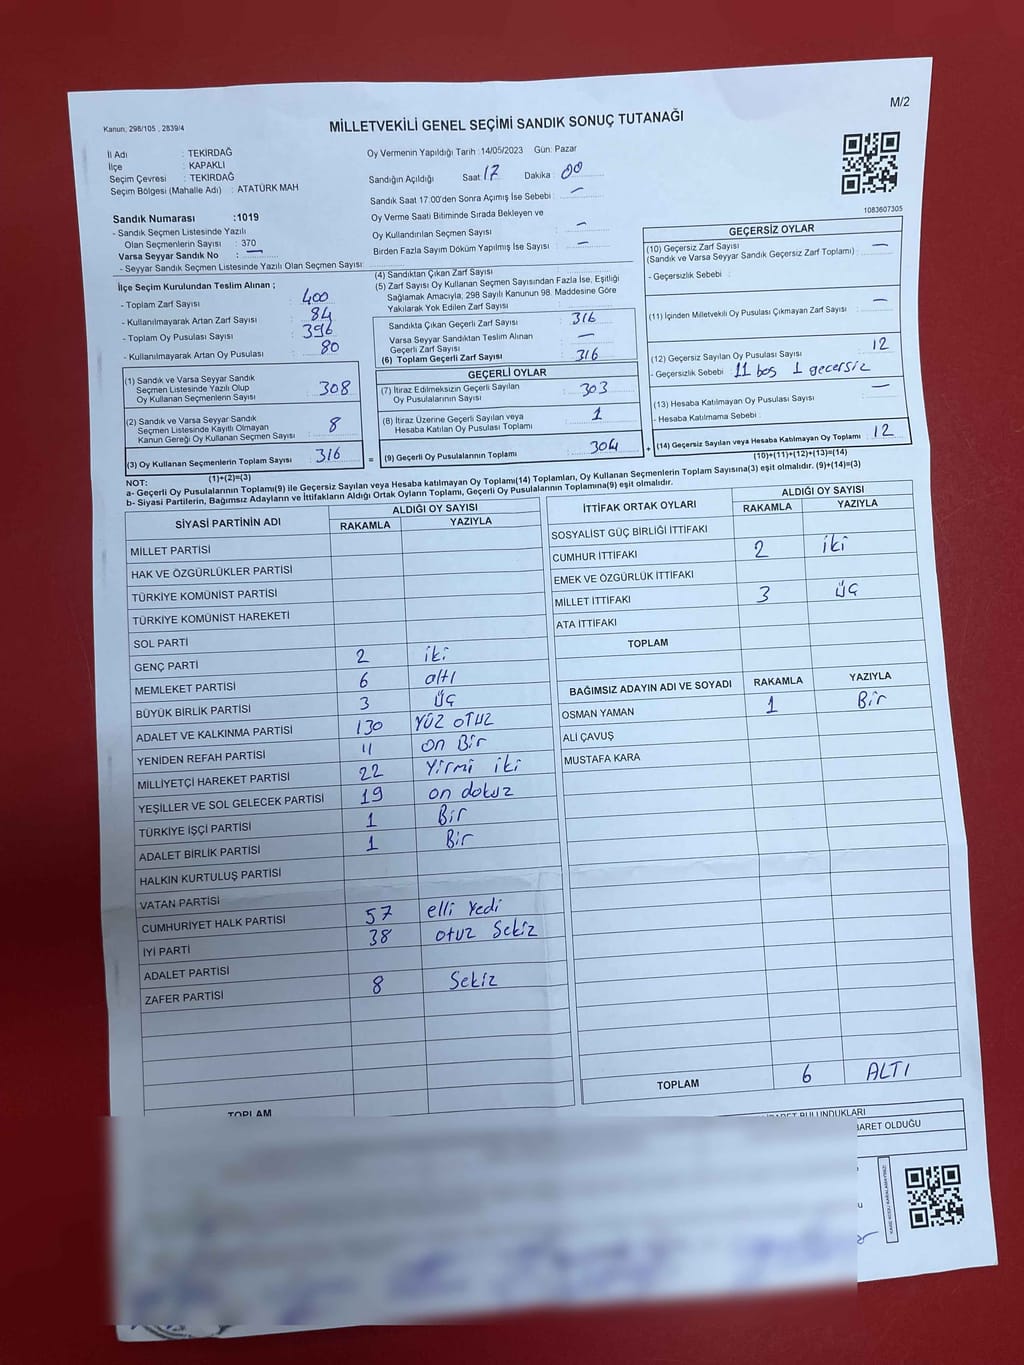 M/2
Kanun, 298/105 , 2839/4
MİLLETVEKİLİ GENEL SEÇİMİ SANDIK SONUÇ TUTANAĞI
İl Adı : TEKİRDAĞ
İlçe : KAPAKLI
Seçim Çevresi : TEKİRDAĞ
Seçim Bölgesi (Mahalle Adı) : ATATÜRK MAH
Sandık Numarası :1019
- Sandık Seçmen Listesinde Yazılı
Olan Seçmenlerin Sayısı : 370
Varsa Seyyar Sandık No : —
- Seyyar Sandık Seçmen Listesinde Yazılı Olan Seçmen Sayısı:
Oy Vermenin Yapıldığı Tarih :14/05/2023 Gün: Pazar
Sandığın Açıldığı Saat : 17 Dakika : 00
Sandık Saat 17:00'den Sonra Açımış İse Sebebi : —
Oy Verme Saati Bitiminde Sırada Bekleyen ve
Oy Kullandırılan Seçmen Sayısı : —
Birden Fazla Sayım Döküm Yapılmış İse Sayısı : —
1083607305
İlçe Seçim Kurulundan Teslim Alınan ;
- Toplam Zarf Sayısı : 400
- Kullanılmayarak Artan Zarf Sayısı : 84
- Toplam Oy Pusulası Sayısı : 396
- Kullanılmayarak Artan Oy Pusulası : 80
(4) Sandıktan Çıkan Zarf Sayısı :
(5) Zarf Sayısı Oy Kullanan Seçmen Sayısından Fazla İse, Eşitliği
Sağlamak Amacıyla, 298 Sayılı Kanunun 98. Maddesine Göre
Yakılarak Yok Edilen Zarf Sayısı :
Sandıkta Çıkan Geçerli Zarf Sayısı : 316
Varsa Seyyar Sandıktan Teslim Alınan
Geçerli Zarf Sayısı : —
(6) Toplam Geçerli Zarf Sayısı : 316
GEÇERSİZ OYLAR
(10) Geçersiz Zarf Sayısı : —
(Sandık ve Varsa Seyyar Sandık Geçersiz Zarf Toplamı)
- Geçersizlik Sebebi :
(11) İçinden Milletvekili Oy Pusulası Çıkmayan Zarf Sayısı : —
(12) Geçersiz Sayılan Oy Pusulası Sayısı : 12
- Geçersizlik Sebebi : 11 boş 1 geçersiz
(13) Hesaba Katılmayan Oy Pusulası Sayısı : —
- Hesaba Katılmama Sebebi :
(14) Geçersiz Sayılan veya Hesaba Katılmayan Oy Toplamı : 12
(10)+(11)+(12)+(13)=(14)
(1) Sandık ve Varsa Seyyar Sandık
Seçmen Listesinde Yazılı Olup
Oy Kullanan Seçmenlerin Sayısı : 308
(2) Sandık ve Varsa Seyyar Sandık
Seçmen Listesinde Kayıtlı Olmayan
Kanun Gereği Oy Kullanan Seçmen Sayısı : 8
(3) Oy Kullanan Seçmenlerin Toplam Sayısı : 316
(1)+(2)=(3)
GEÇERLİ OYLAR
(7) İtiraz Edilmeksizin Geçerli Sayılan
Oy Pusulalarının Sayısı : 303
(8) İtiraz Üzerine Geçerli Sayılan veya
Hesaba Katılan Oy Pusulası Toplamı : 1
= (9) Geçerli Oy Pusulalarının Toplamı : 304 +
NOT:
a- Geçerli Oy Pusulalarının Toplamı(9) ile Geçersiz Sayılan veya Hesaba katılmayan Oy Toplamı(14) Toplamları, Oy Kullanan Seçmenlerin Toplam Sayısına(3) eşit olmalıdır. (9)+(14)=(3)
b- Siyasi Partilerin, Bağımsız Adayların ve İttifakların Aldığı Ortak Oyların Toplamı, Geçerli Oy Pusulalarının Toplamına(9) eşit olmalıdır.
SİYASİ PARTİNİN ADI ALDIĞI OY SAYISI
RAKAMLA YAZIYLA
MİLLET PARTİSİ
HAK VE ÖZGÜRLÜKLER PARTİSİ
TÜRKİYE KOMÜNİST PARTİSİ
TÜRKİYE KOMÜNİST HAREKETİ
SOL PARTİ
GENÇ PARTİ 2 iki
MEMLEKET PARTİSİ 6 altı
BÜYÜK BİRLİK PARTİSİ 3 üç
ADALET VE KALKINMA PARTİSİ 130 YÜZ OTUZ
YENİDEN REFAH PARTİSİ 11 on Bir
MİLLİYETÇİ HAREKET PARTİSİ 22 Yirmi iki
YEŞİLLER VE SOL GELECEK PARTİSİ 19 on dokuz
TÜRKİYE İŞÇİ PARTİSİ 1 Bir
ADALET BİRLİK PARTİSİ 1 Bir
HALKIN KURTULUŞ PARTİSİ
VATAN PARTİSİ
CUMHURİYET HALK PARTİSİ 57 elli Yedi
İYİ PARTİ 38 otuz Sekiz
ADALET PARTİSİ
ZAFER PARTİSİ 8 Sekiz
TOPLAM
İTTİFAK ORTAK OYLARI ALDIĞI OY SAYISI
RAKAMLA YAZIYLA
SOSYALİST GÜÇ BİRLİĞİ İTTİFAKI
CUMHUR İTTİFAKI 2 iki
EMEK VE ÖZGÜRLÜK İTTİFAKI
MİLLET İTTİFAKI 3 üç
ATA İTTİFAKI
TOPLAM
BAĞIMSIZ ADAYIN ADI VE SOYADI RAKAMLA YAZIYLA
OSMAN YAMAN 1 Bir
ALİ ÇAVUŞ
MUSTAFA KARA
TOPLAM 6 ALTI
BULUNDUKLARI
OLDUĞU